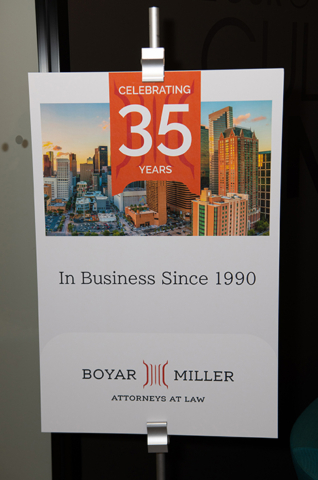 CELEBRATING
35
YEARS
In Business Since 1990
BOYAR MILLER
ATTORNEYS AT LAW